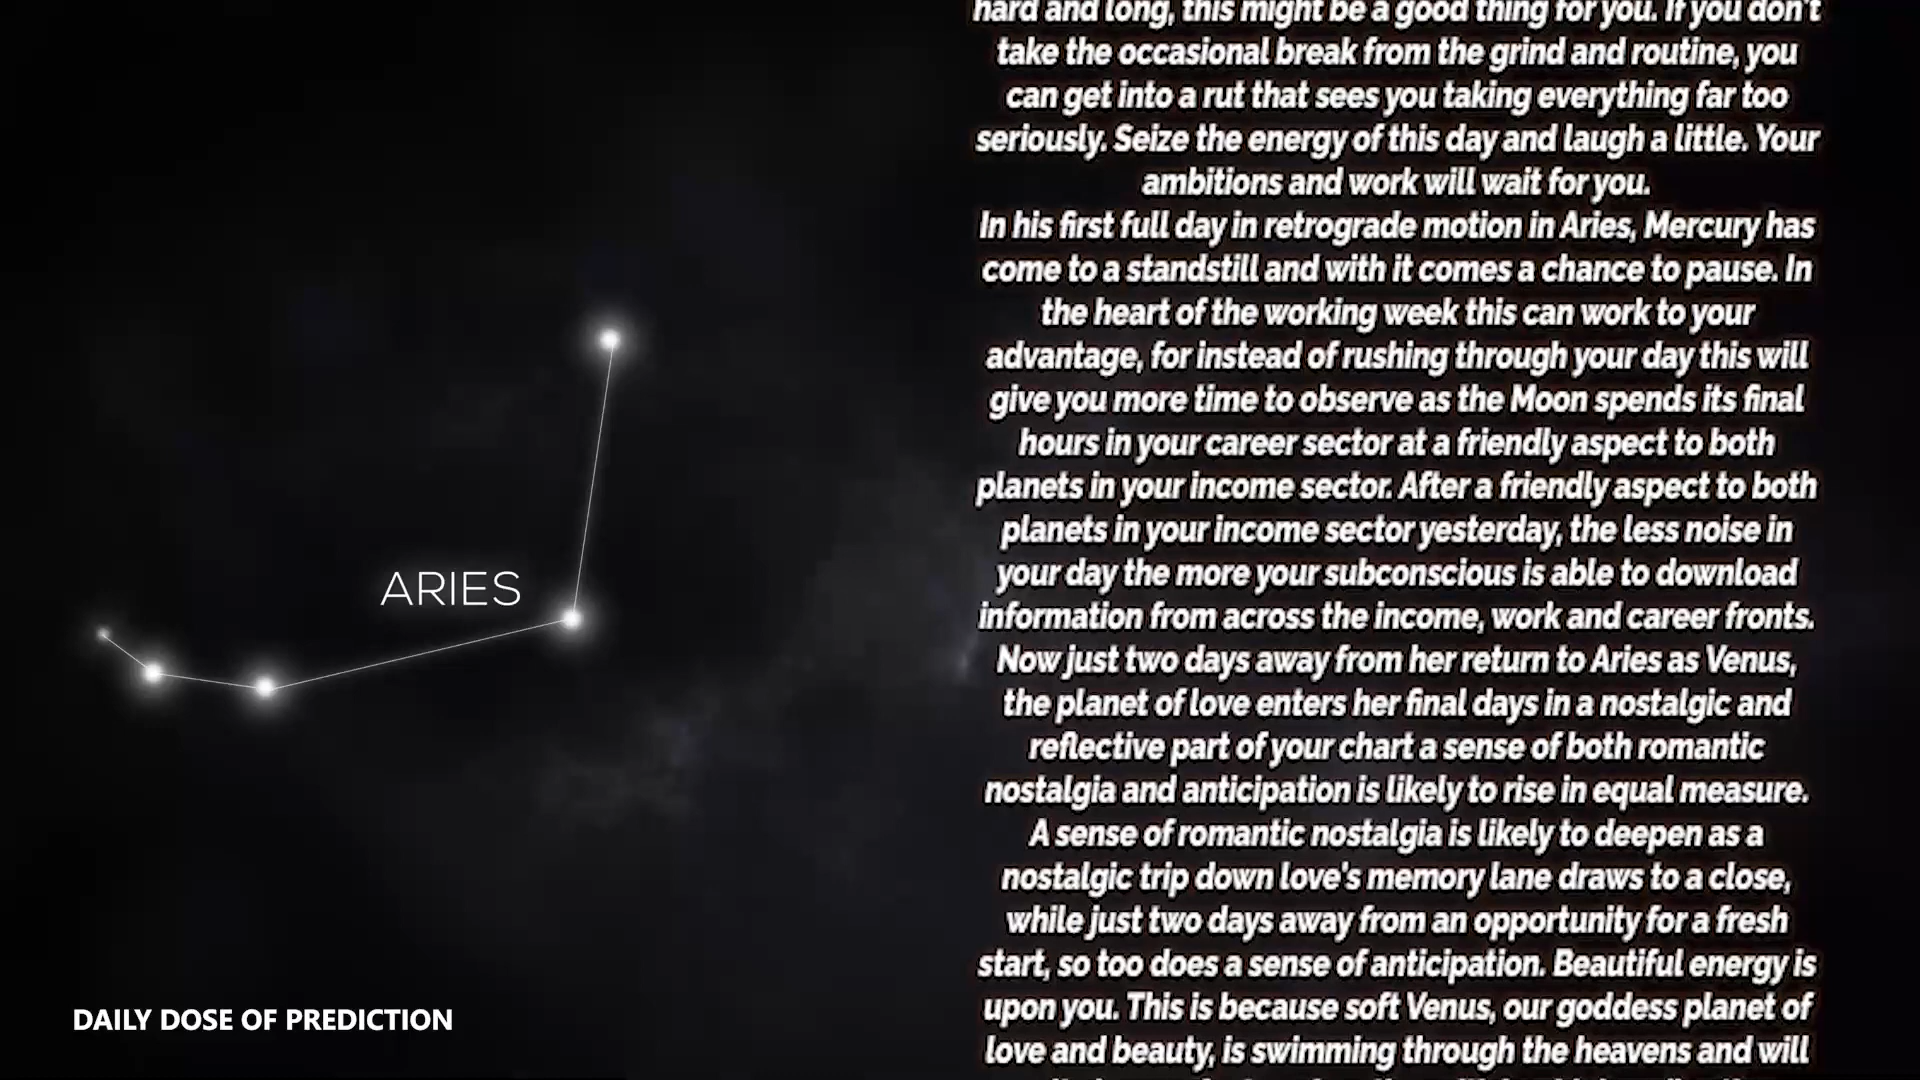 hard and long, this might be a good thing for you. If you don't
take the occasional break from the grind and routine, you
can get into a rut that sees you taking everything far too
seriously. Seize the energy of this day and laugh a little. Your
ambitions and work will wait for you.
In his first full day in retrograde motion in Aries, Mercury has
come to a standstill and with it comes a chance to pause. In
the heart of the working week this can work to your
advantage, for instead of rushing through your day this will
give you more time to observe as the Moon spends its final
hours in your career sector at a friendly aspect to both
planets in your income sector. After a friendly aspect to both
planets in your income sector yesterday, the less noise in
your day the more your subconscious is able to download
information from across the income, work and career fronts.
Now just two days away from her return to Aries as Venus,
the planet of love enters her final days in a nostalgic and
reflective part of your chart a sense of both romantic
nostalgia and anticipation is likely to rise in equal measure.
A sense of romantic nostalgia is likely to deepen as a
nostalgic trip down love's memory lane draws to a close,
while just two days away from an opportunity for a fresh
start, so too does a sense of anticipation. Beautiful energy is
upon you. This is because soft Venus, our goddess planet of
love and beauty, is swimming through the heavens and will
ARIES
DAILY DOSE OF PREDICTION